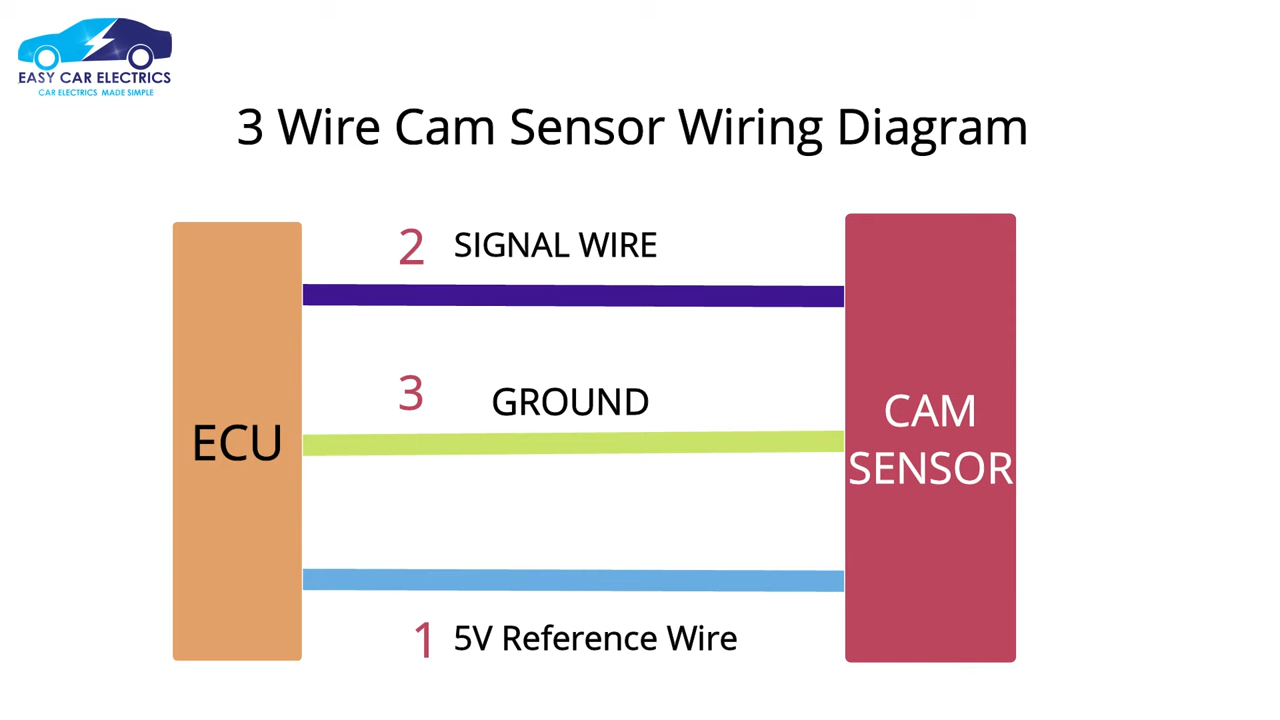 EASY CAR ELECTRICS
CAR ELECTRICS MADE SIMPLE
3 Wire Cam Sensor Wiring Diagram
2 SIGNAL WIRE
3 GROUND
ECU
CAM
SENSOR
1 5V Reference Wire